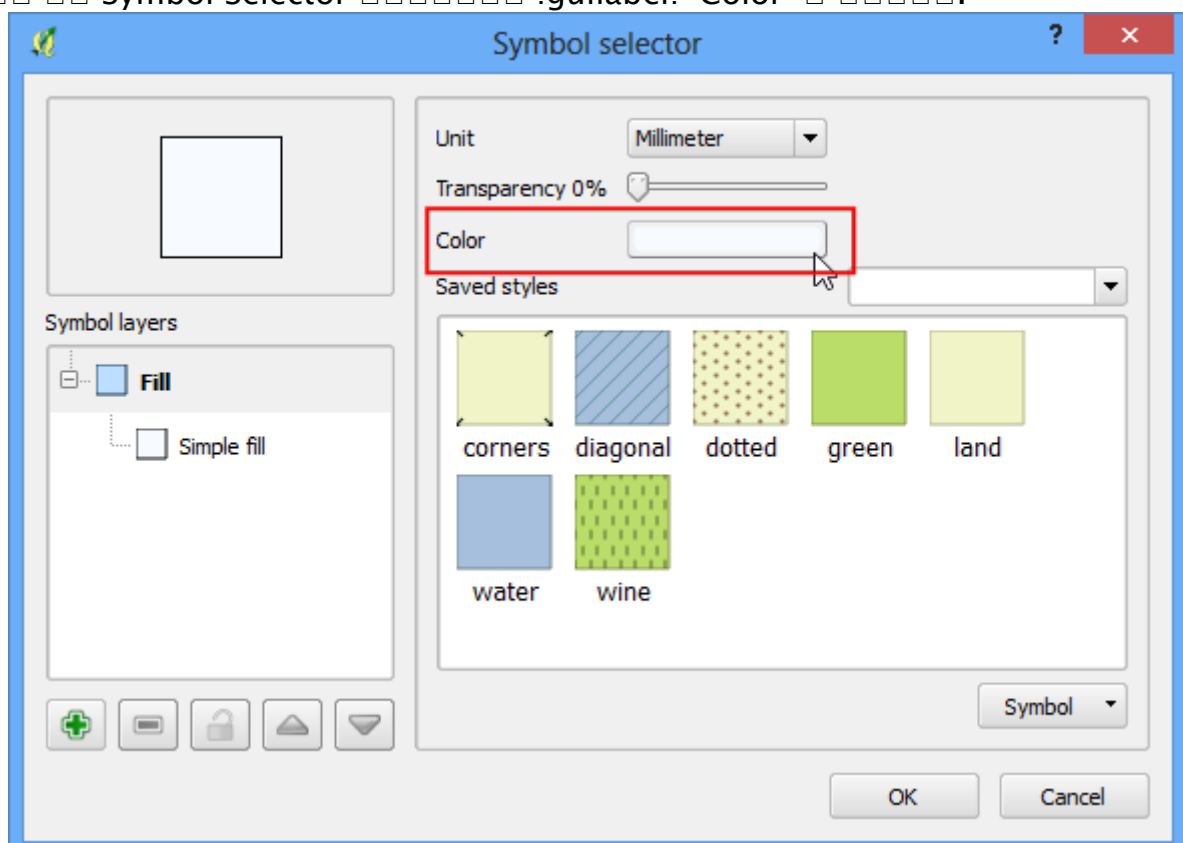 Symbol Selector :guilabel:`Color`
Symbol selector
?
Unit Millimeter
Transparency 0%
Color
Saved styles
Symbol layers
Fill
Simple fill
corners diagonal dotted green land
water wine
Symbol
OK Cancel